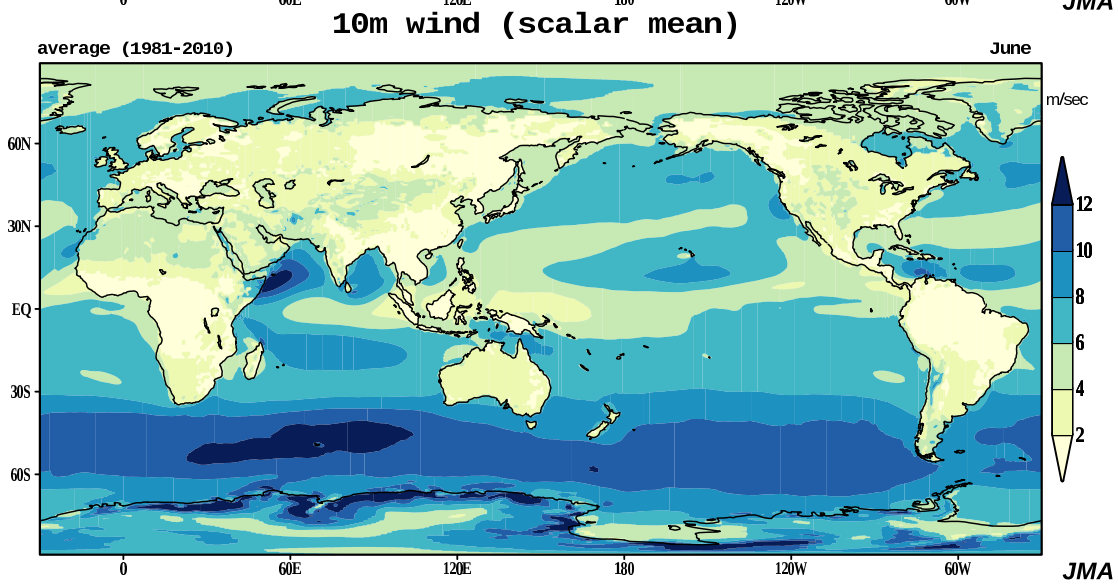 0 60E 120E 180 120W 60W JMA
10m wind (scalar mean)
average (1981-2010) June
m/sec
60N
30N
EQ
30S
60S
12
10
8
6
4
2
0 60E 120E 180 120W 60W
JMA